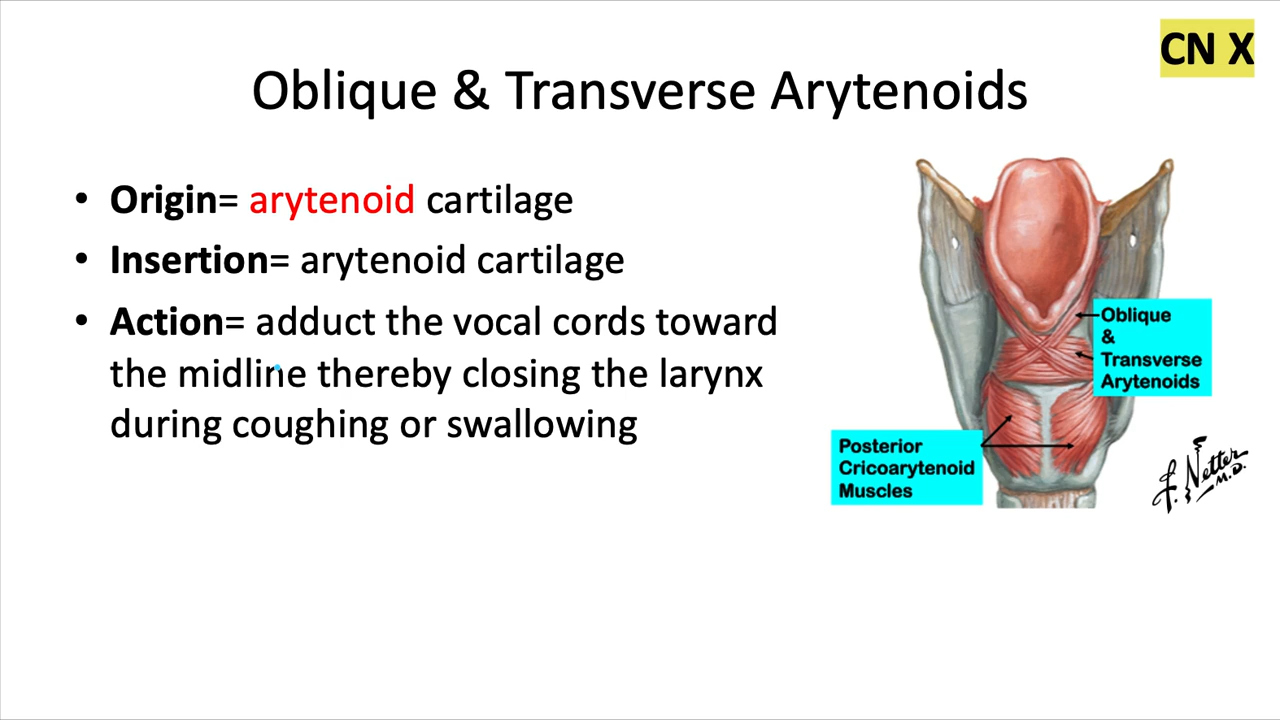 CN X
Oblique & Transverse Arytenoids
• Origin= arytenoid cartilage
• Insertion= arytenoid cartilage
• Action= adduct the vocal cords toward
the midline thereby closing the larynx
during coughing or swallowing
Oblique
&
Transverse
Arytenoids
Posterior
Cricoarytenoid
Muscles
F. Netter
M.D.